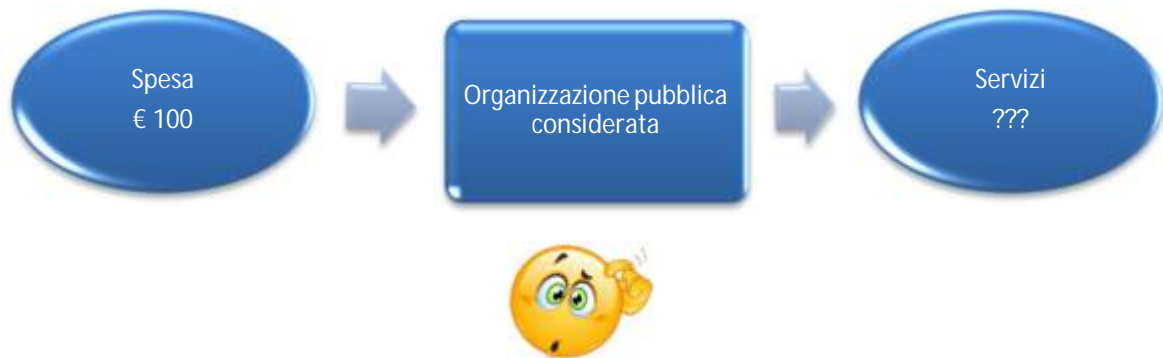 Spesa
€ 100
Organizzazione pubblica
considerata
Servizi
???